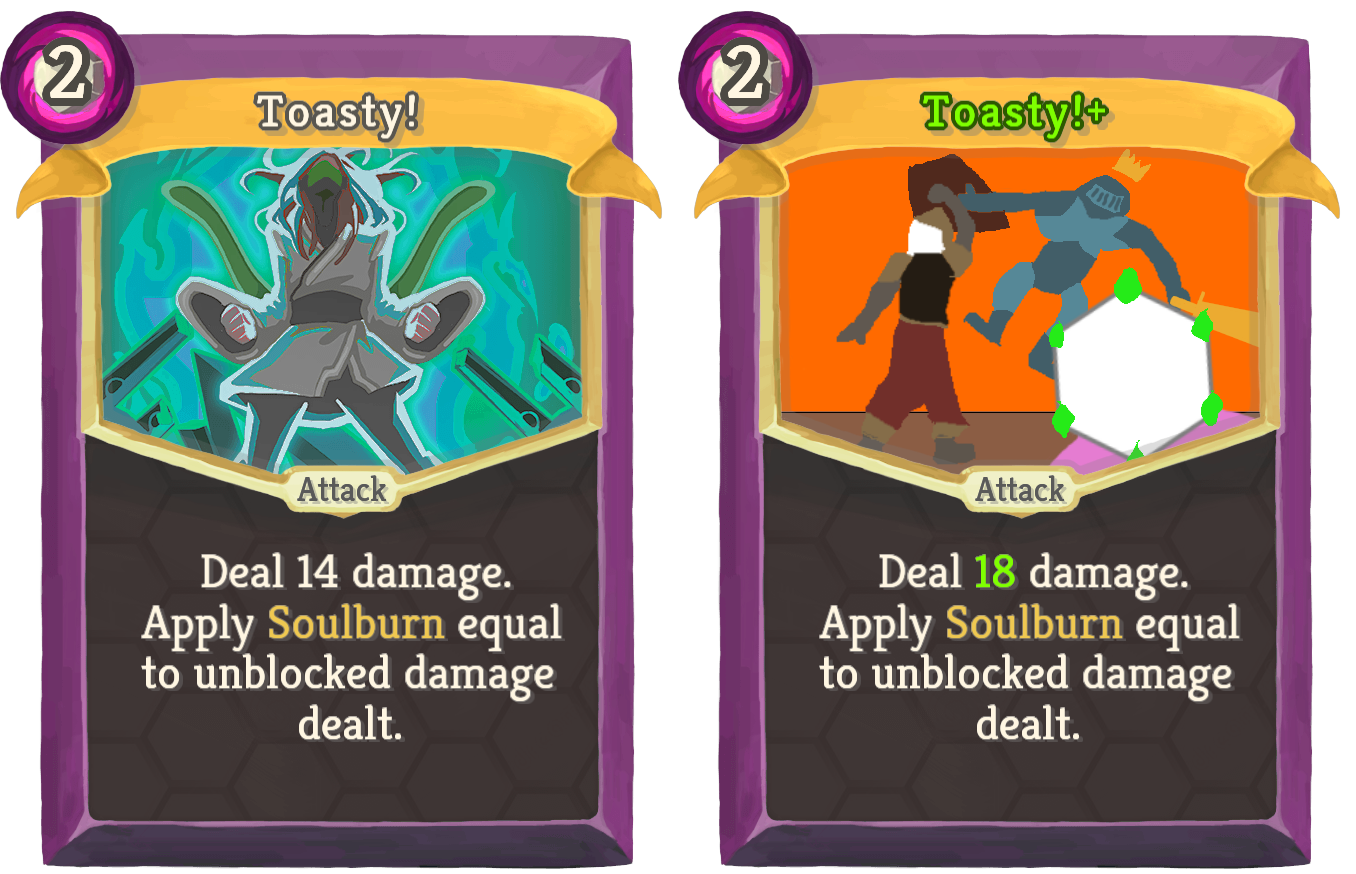 2
Toasty!
Attack
Deal 14 damage.
Apply Soulburn equal
to unblocked damage
dealt.
2
Toasty!+
Attack
Deal 18 damage.
Apply Soulburn equal
to unblocked damage
dealt.